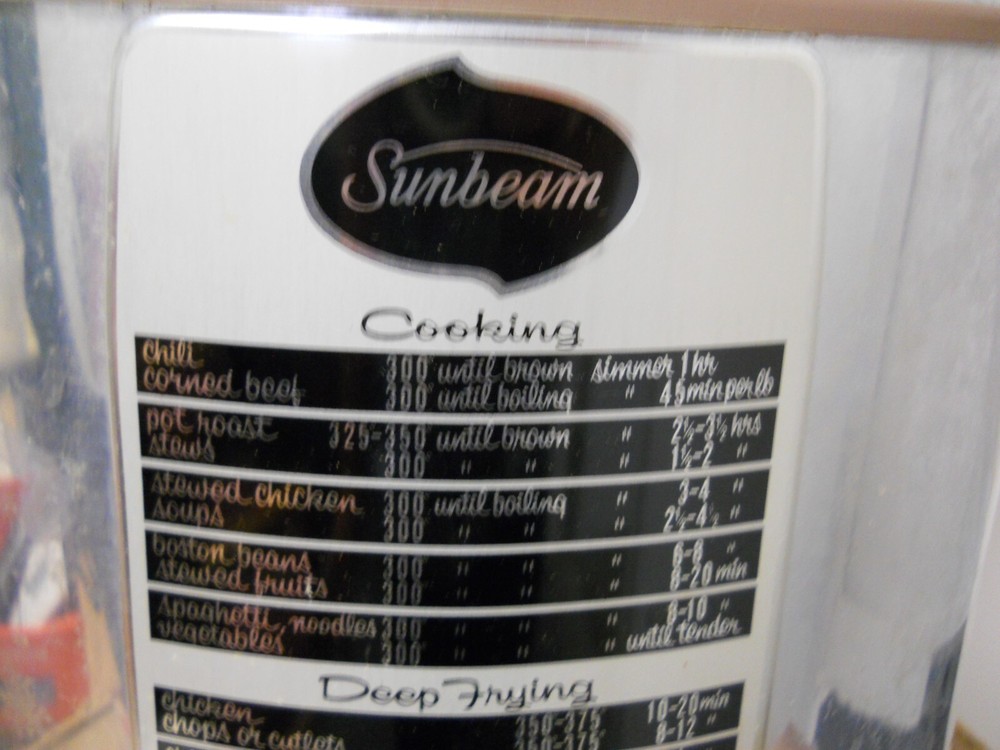 Sunbeam
Cooking
chili 300° until brown simmer 1 hr
corned beef 300° until boiling " 45 min per lb
pot roast 325-350° until brown " 2½-3½ hrs
stews 300° " " " 1½-2 "
stewed chicken 300° until boiling " 3-4 "
soups 300° " " " 2½-4½ "
boston beans 300° " " " 6-8 "
stewed fruits 300° " " " 8-20 min
spaghetti, noodles 300° " " " 8-10 "
vegetables 300° " " " until tender
Deep Frying
chicken 350-375° 10-20 min
chops or cutlets 350-375° 8-12 "